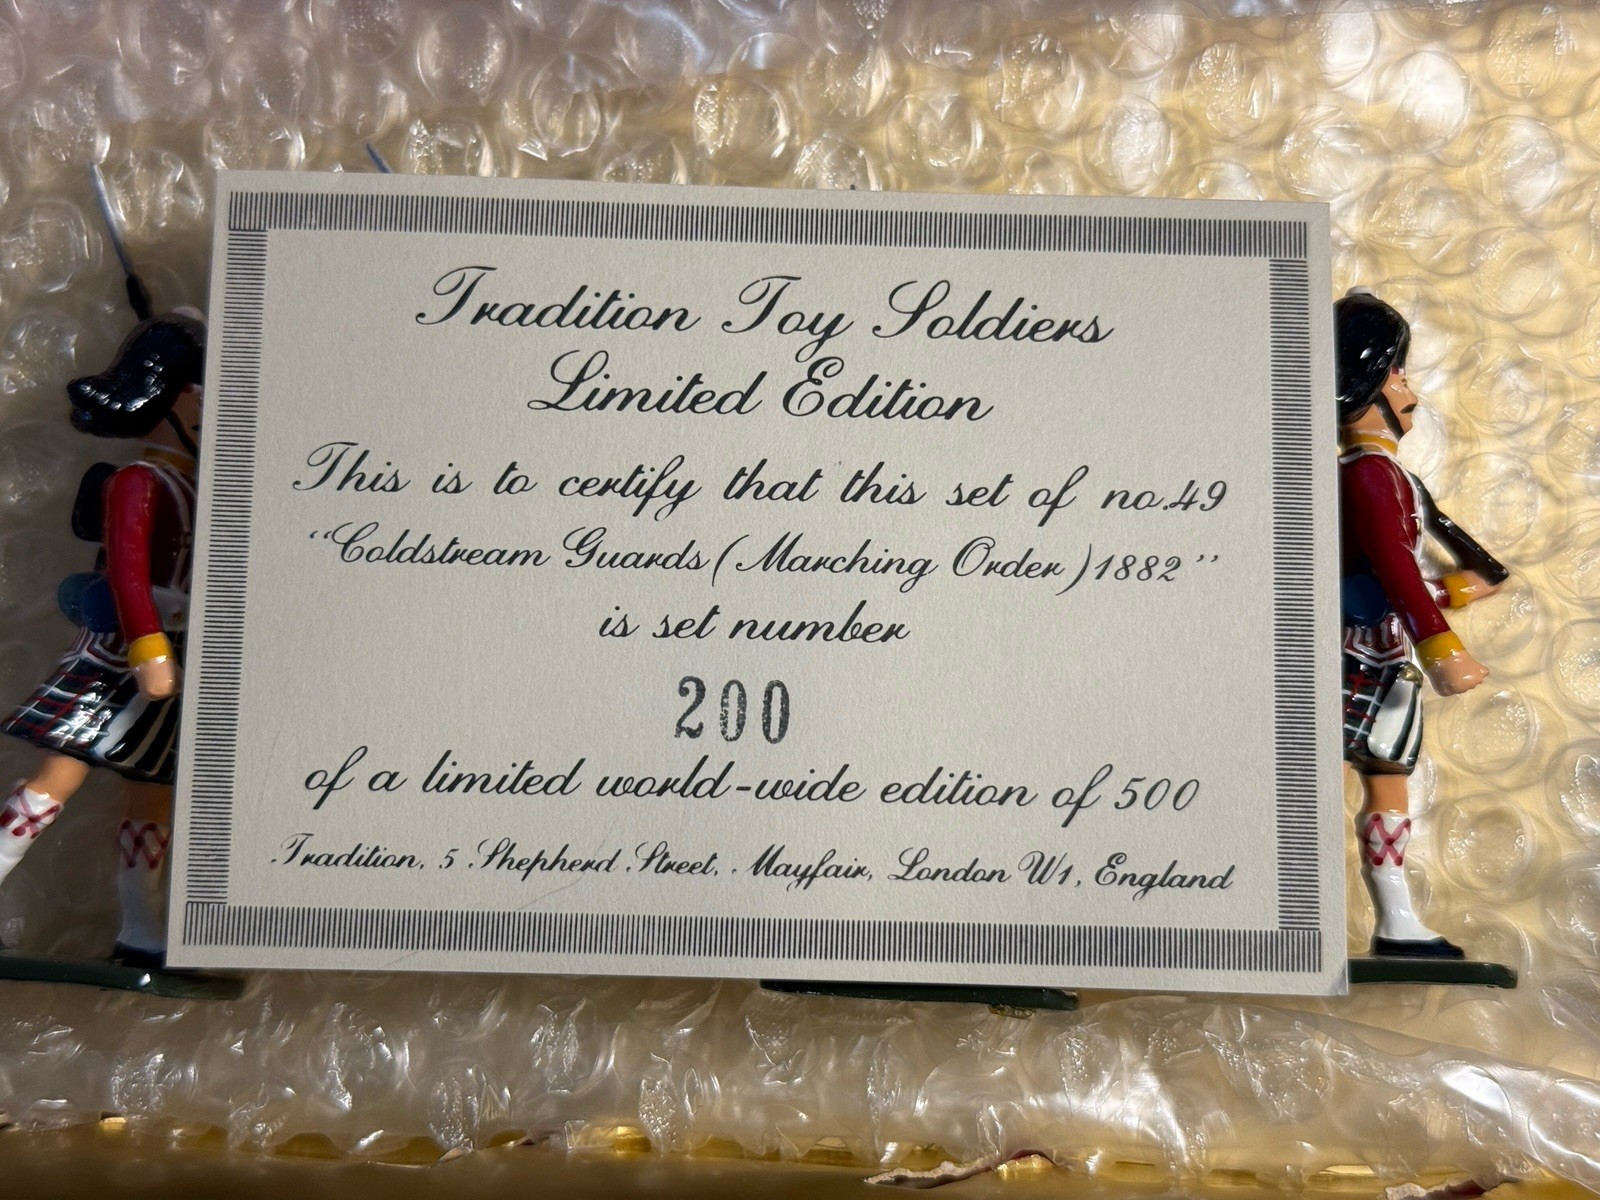 Tradition Toy Soldiers
Limited Edition
This is to certify that this set of no.49
“Coldstream Guards (Marching Order) 1882”
is set number
200
of a limited world-wide edition of 500
Tradition, 5 Shepherd Street, Mayfair, London W1, England